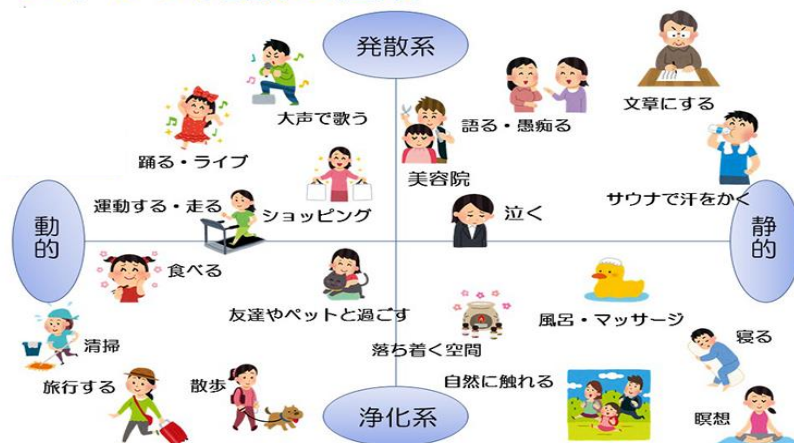 発散系
大声で歌う
語る・愚痴る
文章にする
踊る・ライブ
美容院
運動する・走る
ショッピング
泣く
サウナで汗をかく
動的
静的
食べる
友達やペットと過ごす
風呂・マッサージ
清掃
落ち着く空間
寝る
旅行する
散歩
自然に触れる
浄化系
瞑想